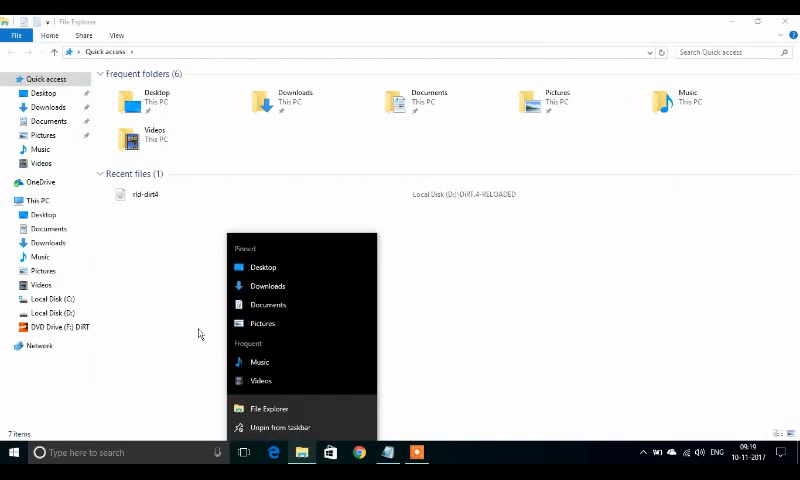 File Explorer
File Home Share View
Quick access
Search Quick access
Quick access
Desktop
Downloads
Documents
Pictures
Music
Videos
OneDrive
This PC
Desktop
Documents
Downloads
Music
Pictures
Videos
Local Disk (C:)
Local Disk (D:)
DVD Drive (F:) DiRT
Network
Frequent folders (6)
Desktop
This PC
Downloads
This PC
Documents
This PC
Pictures
This PC
Music
This PC
Videos
This PC
Recent files (1)
rld-dirt4 Local Disk (D:)\DiRT.4-RELOADED
Pinned
Desktop
Downloads
Documents
Pictures
Frequent
Music
Videos
File Explorer
Unpin from taskbar
7 items
Type here to search
ENG
09:19
10-11-2017